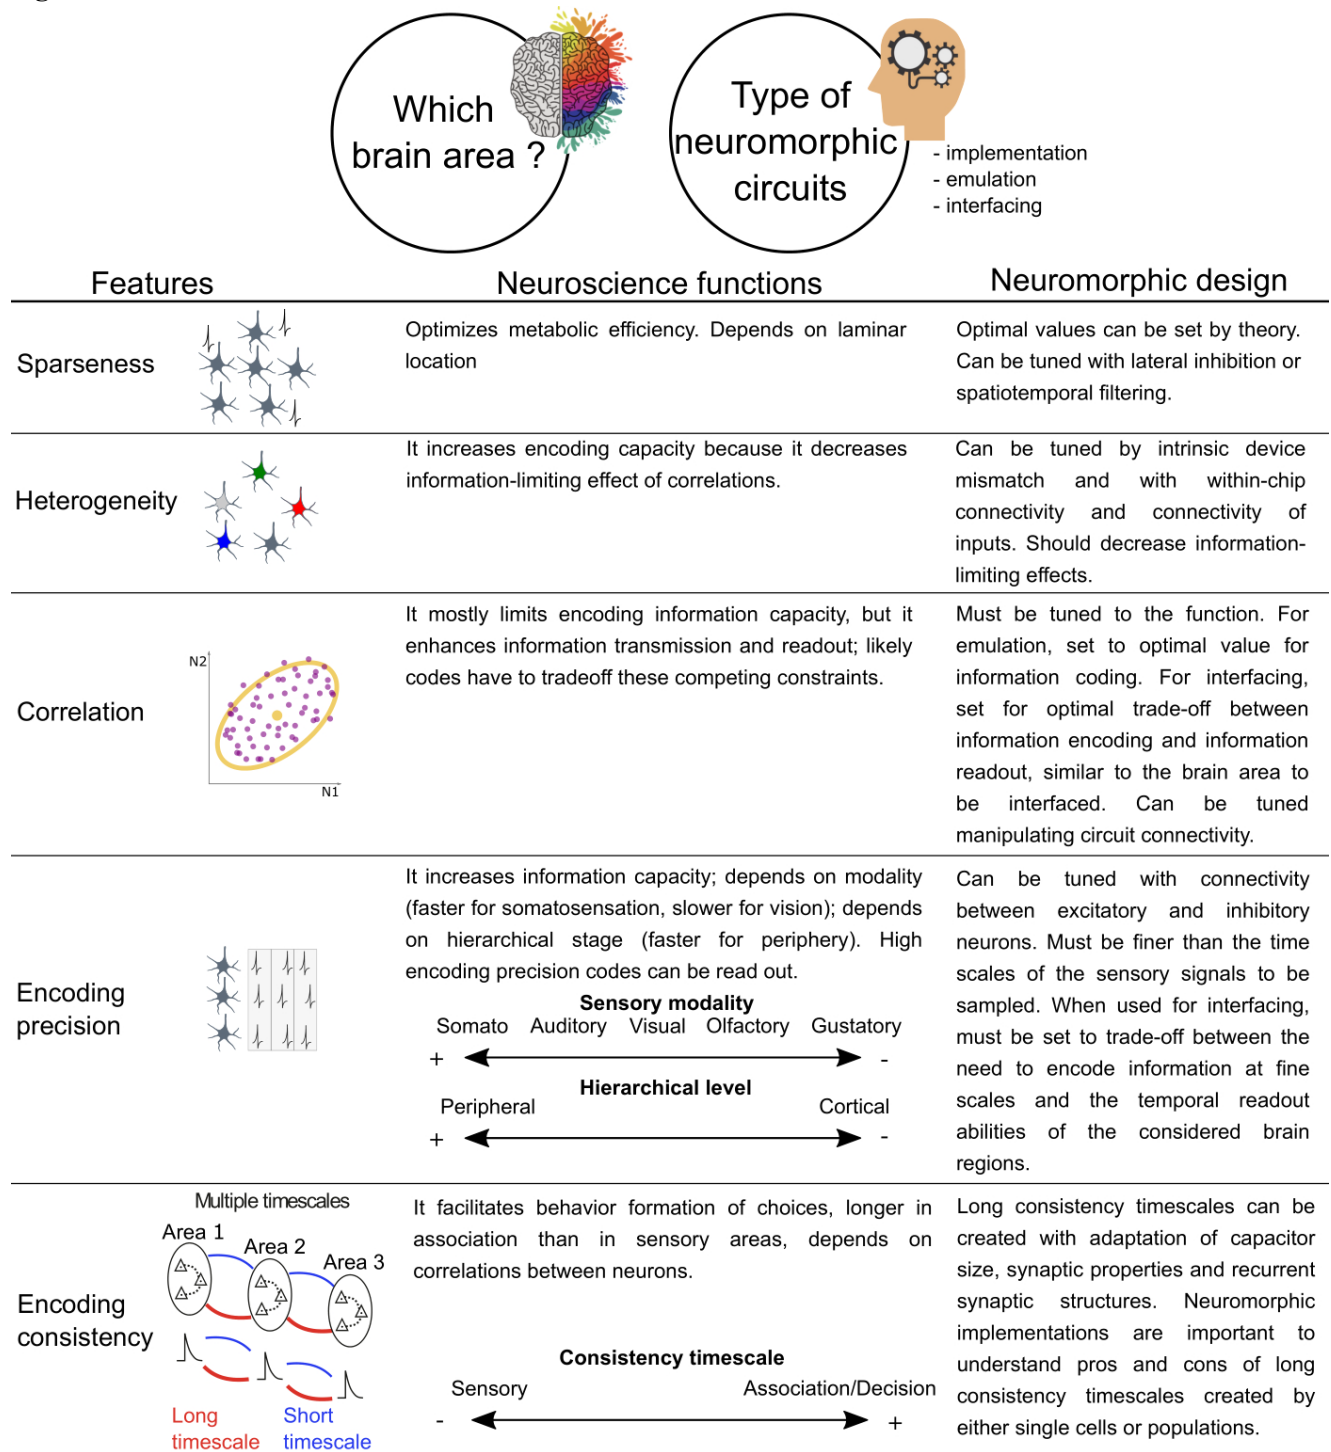 Which
brain area ?
Type of
neuromorphic
circuits
- implementation
- emulation
- interfacing
Features
Neuroscience functions
Neuromorphic design
Sparseness
Optimizes metabolic efficiency. Depends on laminar
location
Optimal values can be set by theory.
Can be tuned with lateral inhibition or
spatiotemporal filtering.
Heterogeneity
It increases encoding capacity because it decreases
information-limiting effect of correlations.
Can be tuned by intrinsic device
mismatch and with within-chip
connectivity and connectivity of
inputs. Should decrease information-
limiting effects.
Correlation
N2
N1
It mostly limits encoding information capacity, but it
enhances information transmission and readout; likely
codes have to tradeoff these competing constraints.
Must be tuned to the function. For
emulation, set to optimal value for
information coding. For interfacing,
set for optimal trade-off between
information encoding and information
readout, similar to the brain area to
be interfaced. Can be tuned
manipulating circuit connectivity.
Encoding
precision
It increases information capacity; depends on modality
(faster for somatosensation, slower for vision); depends
on hierarchical stage (faster for periphery). High
encoding precision codes can be read out.
Sensory modality
Somato Auditory Visual Olfactory Gustatory
+ -
Hierarchical level
Peripheral Cortical
+ -
Can be tuned with connectivity
between excitatory and inhibitory
neurons. Must be finer than the time
scales of the sensory signals to be
sampled. When used for interfacing,
must be set to trade-off between the
need to encode information at fine
scales and the temporal readout
abilities of the considered brain
regions.
Encoding
consistency
Multiple timescales
Area 1
Area 2
Area 3
Long
timescale
Short
timescale
It facilitates behavior formation of choices, longer in
association than in sensory areas, depends on
correlations between neurons.
Consistency timescale
Sensory Association/Decision
- +
Long consistency timescales can be
created with adaptation of capacitor
size, synaptic properties and recurrent
synaptic structures. Neuromorphic
implementations are important to
understand pros and cons of long
consistency timescales created by
either single cells or populations.